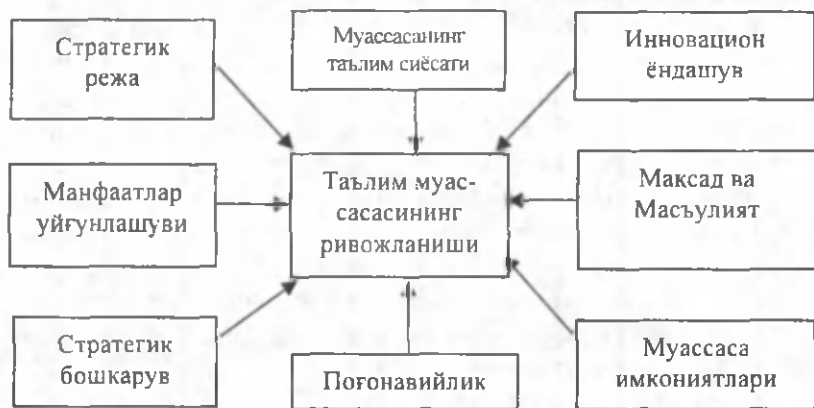 Стратегик
режа
Муассасанинг
таълим сиёсати
Инновацион
ёндашув
Манфаатлар
уйғунлашуви
Таълим муас-
сасасининг
ривожланиши
Максад ва
Масъулият
Стратегик
бошкарув
Поғонавийлик
Муассаса
имкониятлари